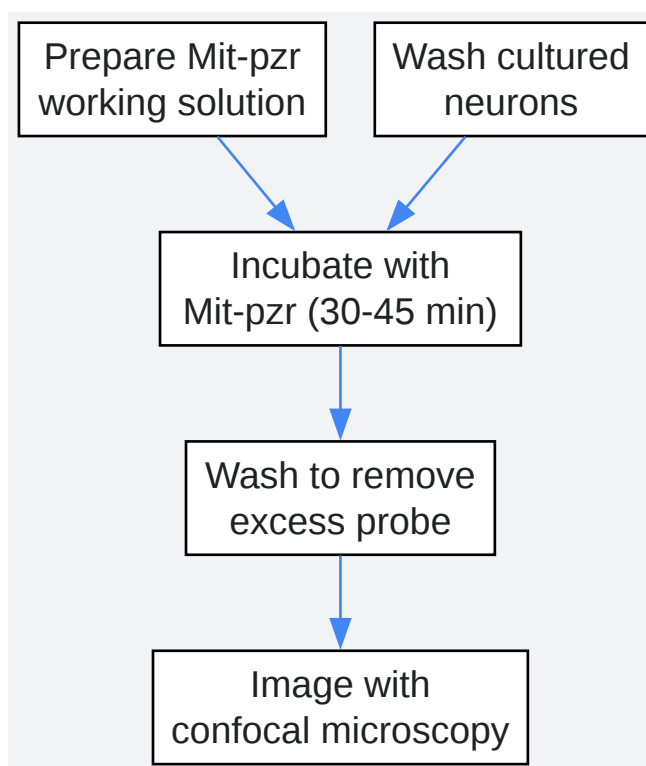 Prepare Mit-pzr
working solution
Wash cultured
neurons
Incubate with
Mit-pzr (30-45 min)
Wash to remove
excess probe
Image with
confocal microscopy